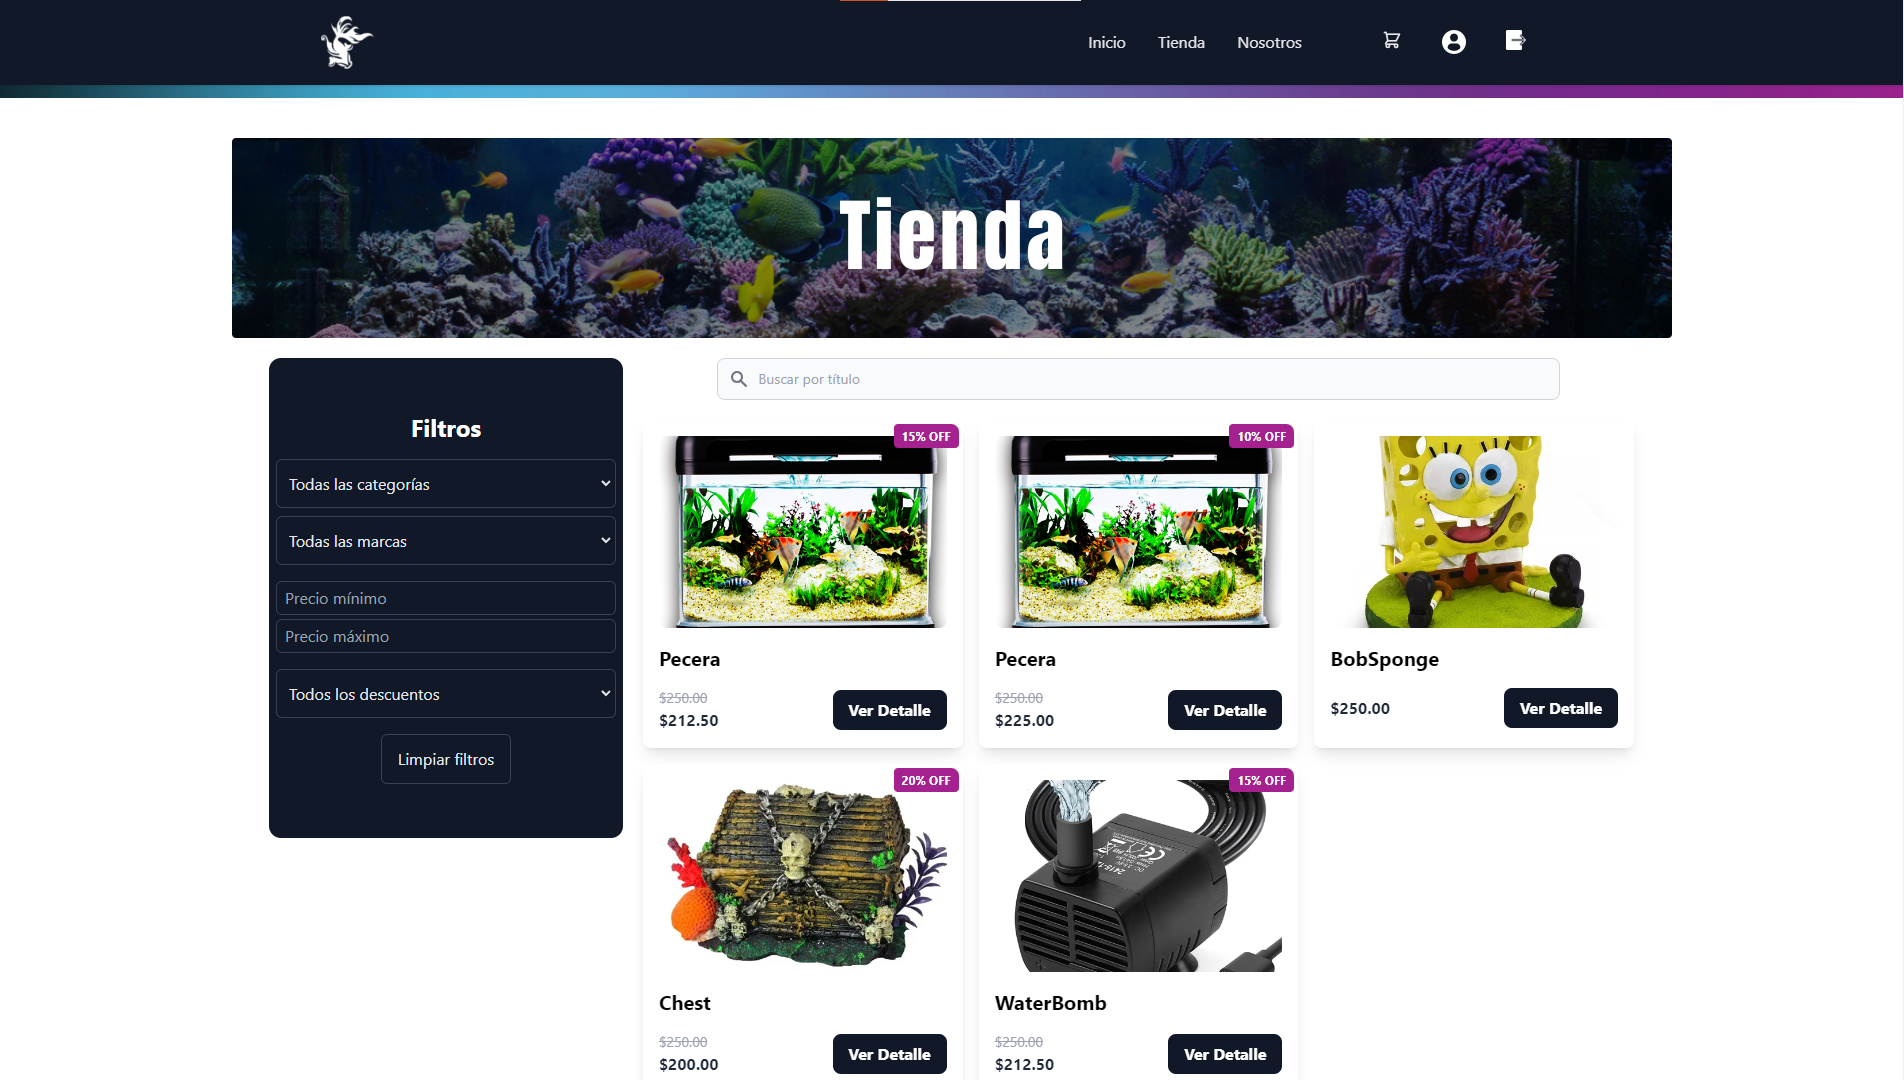 Inicio
Tienda
Nosotros
Tienda
Filtros
Todas las categorías
Todas las marcas
Precio mínimo
Precio máximo
Todos los descuentos
Limpiar filtros
Buscar por título
15% OFF
Pecera
$250.00
$212.50
Ver Detalle
10% OFF
Pecera
$250.00
$225.00
Ver Detalle
BobSponge
$250.00
Ver Detalle
20% OFF
Chest
$250.00
$200.00
Ver Detalle
15% OFF
WaterBomb
$250.00
$212.50
Ver Detalle